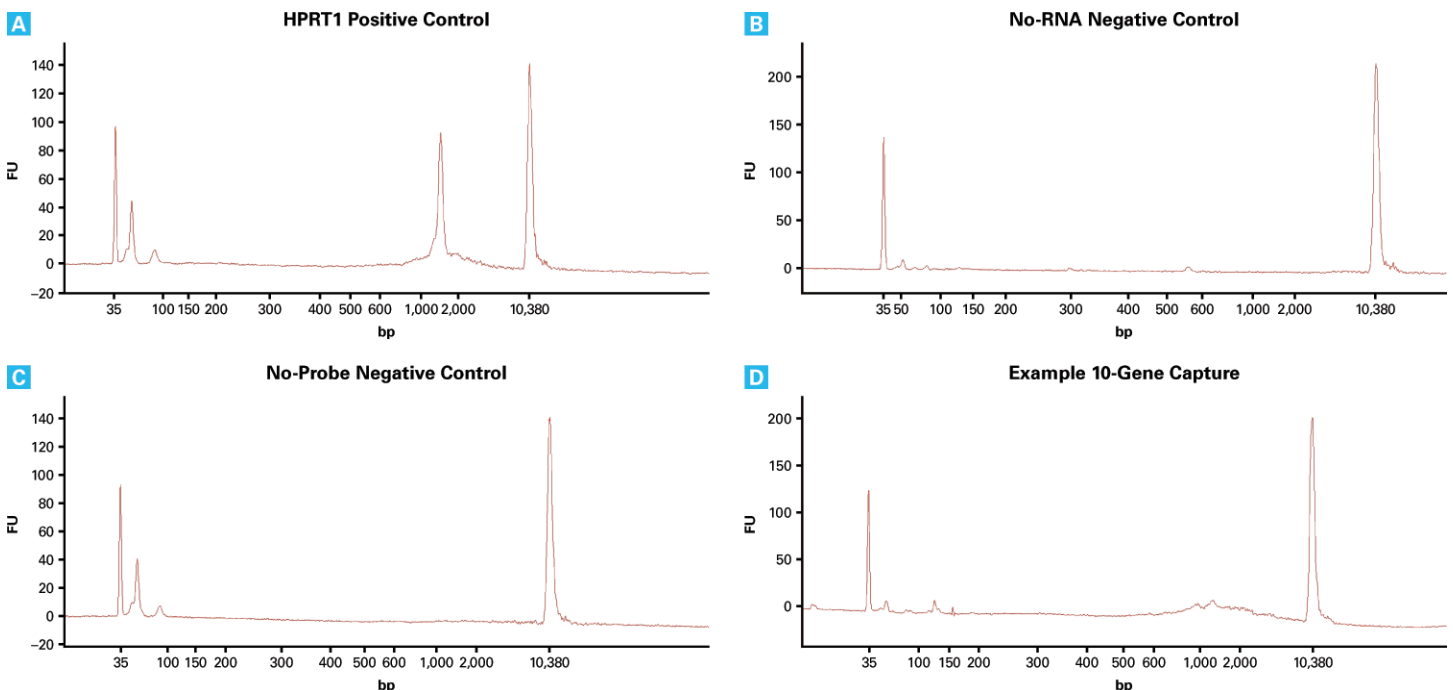 A
HPRT1 Positive Control
140
120
100
80
60
40
20
0
–20
FU
35 100 150 200 300 400 500 600 1,000 2,000 10,380
bp
B
No-RNA Negative Control
200
150
100
50
0
FU
35 50 100 150 200 300 400 500 600 1,000 2,000 10,380
bp
C
No-Probe Negative Control
140
120
100
80
60
40
20
0
–20
FU
35 100 150 200 300 400 500 600 1,000 2,000 10,380
bp
D
Example 10-Gene Capture
200
150
100
50
0
FU
35 100 150 200 300 400 500 600 1,000 2,000 10,380
bp